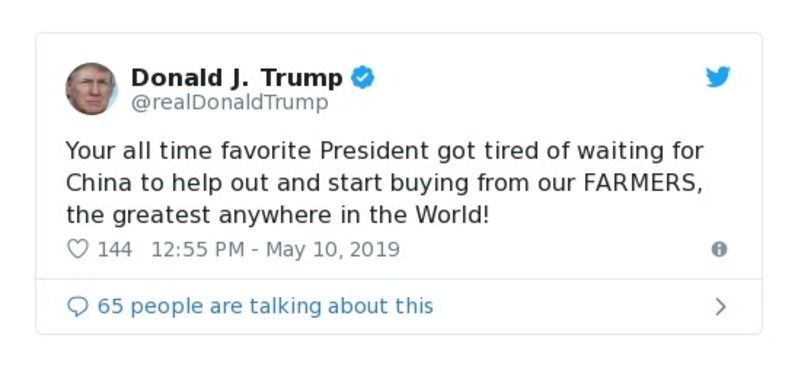 Donald J. Trump
@realDonaldTrump
Your all time favorite President got tired of waiting for
China to help out and start buying from our FARMERS,
the greatest anywhere in the World!
144 12:55 PM - May 10, 2019
65 people are talking about this